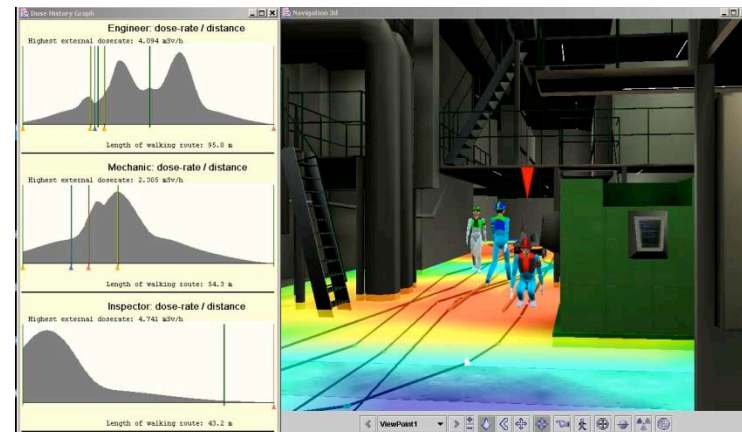 Dose History Graph
Engineer: dose-rate / distance
Highest external doserate: 4.094 mSv/h
Length of walking route: 95.0 m
Mechanic: dose-rate / distance
Highest external doserate: 2.305 mSv/h
Length of walking route: 54.3 m
Inspector: dose-rate / distance
Highest external doserate: 4.741 mSv/h
Length of walking route: 43.2 m
Navigation 3d
ViewPoint1